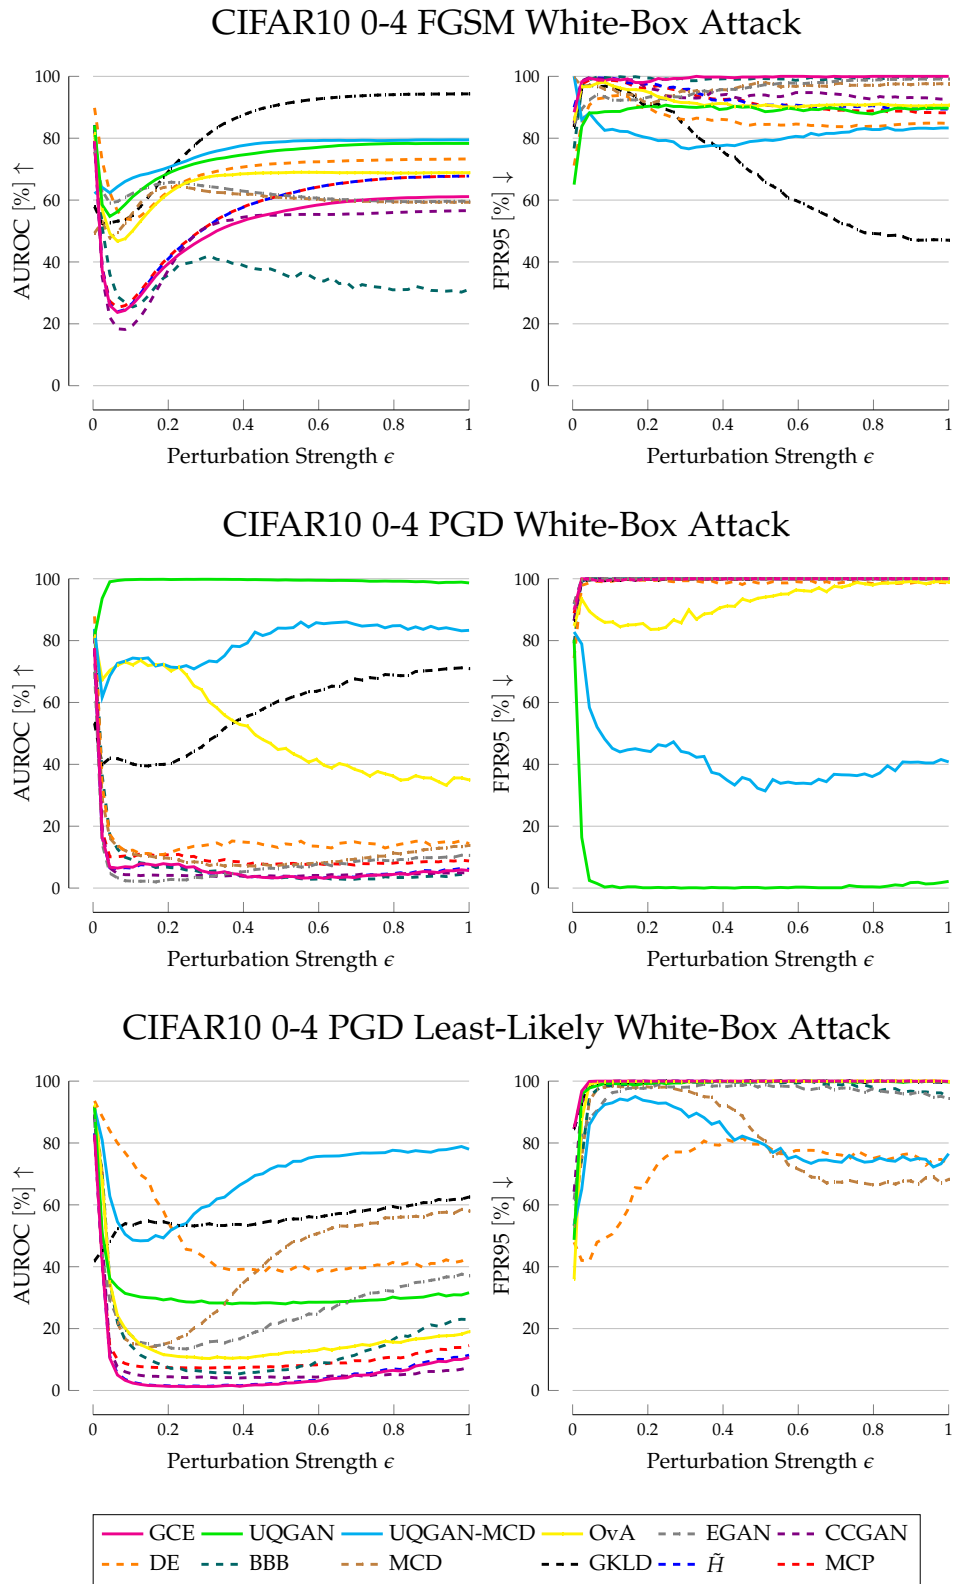 CIFAR10 0-4 FGSM White-Box Attack
AUROC [%] ↑
100
80
60
40
20
0
0 0.2 0.4 0.6 0.8 1
Perturbation Strength ϵ
FPR95 [%] ↓
100
80
60
40
20
0
0 0.2 0.4 0.6 0.8 1
Perturbation Strength ϵ
CIFAR10 0-4 PGD White-Box Attack
AUROC [%] ↑
100
80
60
40
20
0
0 0.2 0.4 0.6 0.8 1
Perturbation Strength ϵ
FPR95 [%] ↓
100
80
60
40
20
0
0 0.2 0.4 0.6 0.8 1
Perturbation Strength ϵ
CIFAR10 0-4 PGD Least-Likely White-Box Attack
AUROC [%] ↑
100
80
60
40
20
0
0 0.2 0.4 0.6 0.8 1
Perturbation Strength ϵ
FPR95 [%] ↓
100
80
60
40
20
0
0 0.2 0.4 0.6 0.8 1
Perturbation Strength ϵ
GCE UQGAN UQGAN-MCD OvA EGAN CCGAN
DE BBB MCD GKLD H̃ MCP